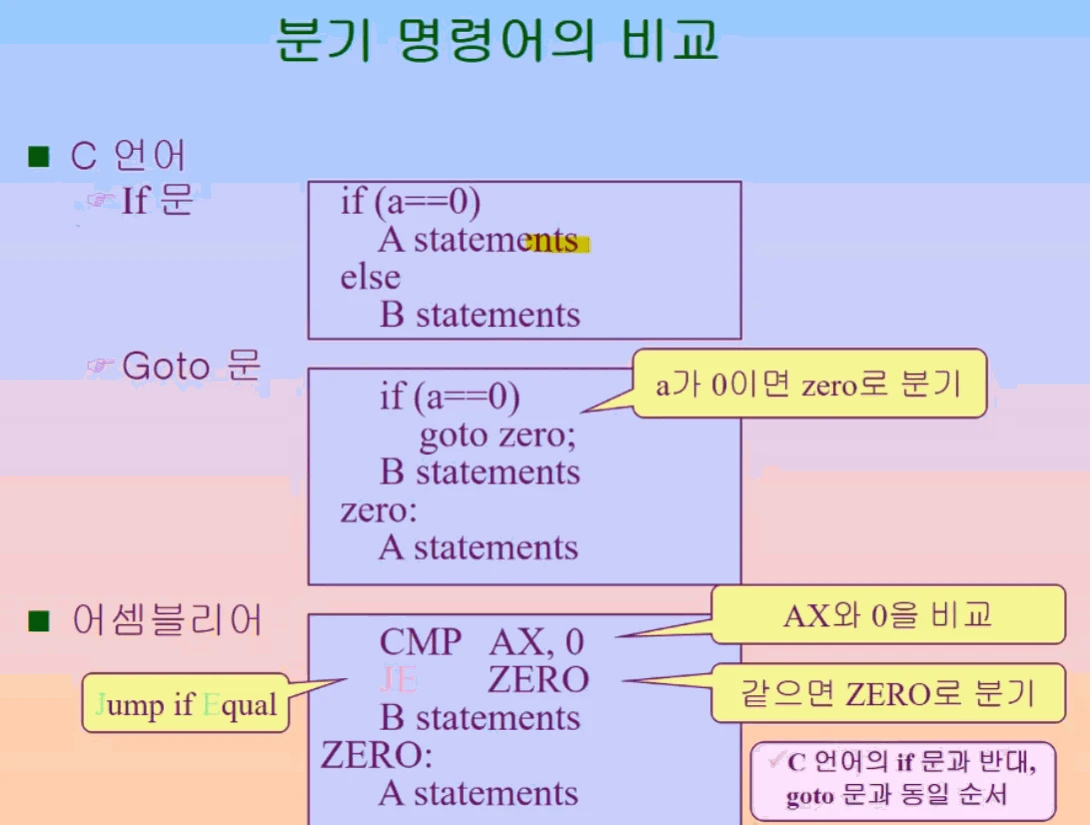 분기 명령어의 비교
■ C 언어
☞If 문
if (a==0)
A statements
else
B statements
☞Goto 문
if (a==0)
goto zero;
B statements
zero:
A statements
a가 0이면 zero로 분기
■ 어셈블리어
CMP AX, 0
JE ZERO
B statements
ZERO:
A statements
AX와 0을 비교
Jump if Equal
같으면 ZERO로 분기
✓C 언어의 if 문과 반대,
goto 문과 동일 순서